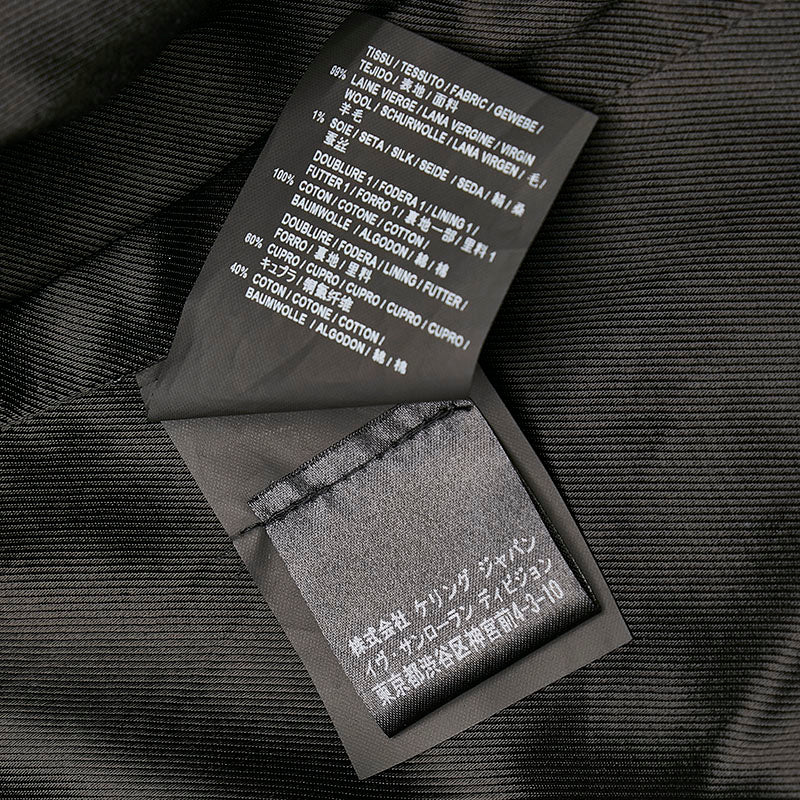 TISSU / TESSUTO / FABRIC / GEWEBE /
TEJIDO / 表地 / 面料
99% LAINE VIERGE / LANA VERGINE / VIRGIN
WOOL / SCHURWOLLE / LANA VIRGEN / 毛 /
羊毛
1% SOIE / SETA / SILK / SEIDE / SEDA / 絹 / 桑
蚕丝
DOUBLURE 1 / FODERA 1 / LINING 1 /
FUTTER 1 / FORRO 1 / 裏地一部 / 里料 1
100% COTON / COTONE / COTTON /
BAUMWOLLE / ALGODON / 綿 / 棉
DOUBLURE / FODERA / LINING / FUTTER /
FORRO / 裏地 / 里料
60% CUPRO / CUPRO / CUPRO / CUPRO / CUPRO /
キュプラ / 铜氨纤维
40% COTON / COTONE / COTTON /
BAUMWOLLE / ALGODON / 綿 / 棉
株式会社 ケリング ジャパン
イヴ サンローラン ディビジョン
東京都渋谷区神宮前4-3-10